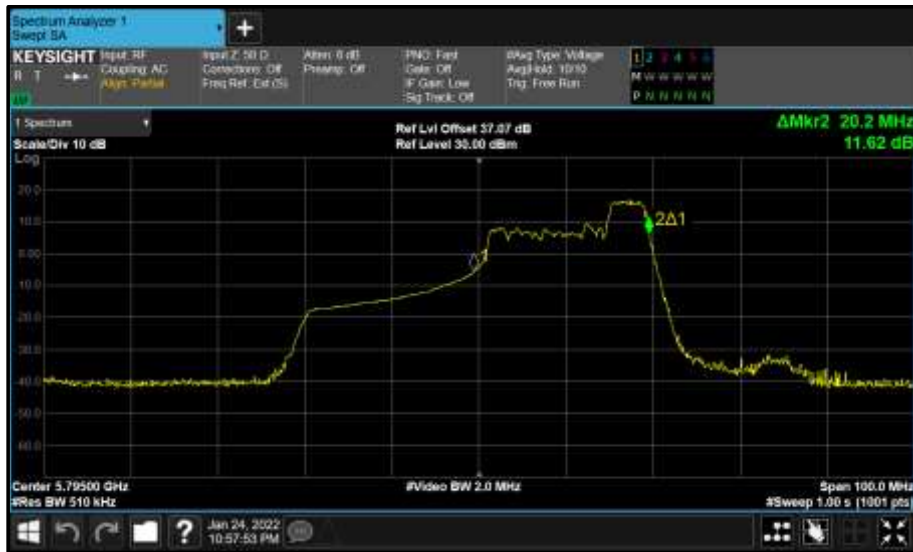 Spectrum Analyzer 1
Swept SA
+
KEYSIGHT
R T
Input: RF
Coupling: AC
Align: Partial
Input Z: 50 Ω
Corrections: Off
Freq Ref: Ext (S)
Atten: 6 dB
Preamp: Off
PNO: Fast
Gate: Off
IF Gain: Low
Sig Track: Off
#Avg Type: Voltage
Avg|Hold: 10/10
Trig: Free Run
1 2 3 4 5 6
M W W W W W
P N N N N N
1 Spectrum
Scale/Div 10 dB
Log
Ref Lvl Offset 37.07 dB
Ref Level 30.00 dBm
ΔMkr2 20.2 MHz
11.62 dB
20.0
10.0
0.00
-10.0
-20.0
-30.0
-40.0
-50.0
-60.0
2Δ1
Center 5.79500 GHz
#Res BW 510 kHz
#Video BW 2.0 MHz
Span 100.0 MHz
#Sweep 1.00 s (1001 pts)
?
Jan 24, 2022
10:57:53 PM